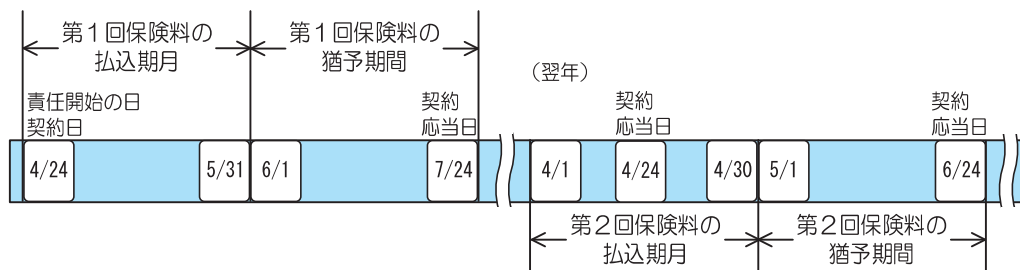 第1回保険料の
払込期月
第1回保険料の
猶予期間
（翌年）
責任開始の日
契約日
契約
応当日
契約
応当日
契約
応当日
4/24
5/31
6/1
7/24
4/1
4/24
4/30
5/1
6/24
第2回保険料の
払込期月
第2回保険料の
猶予期間